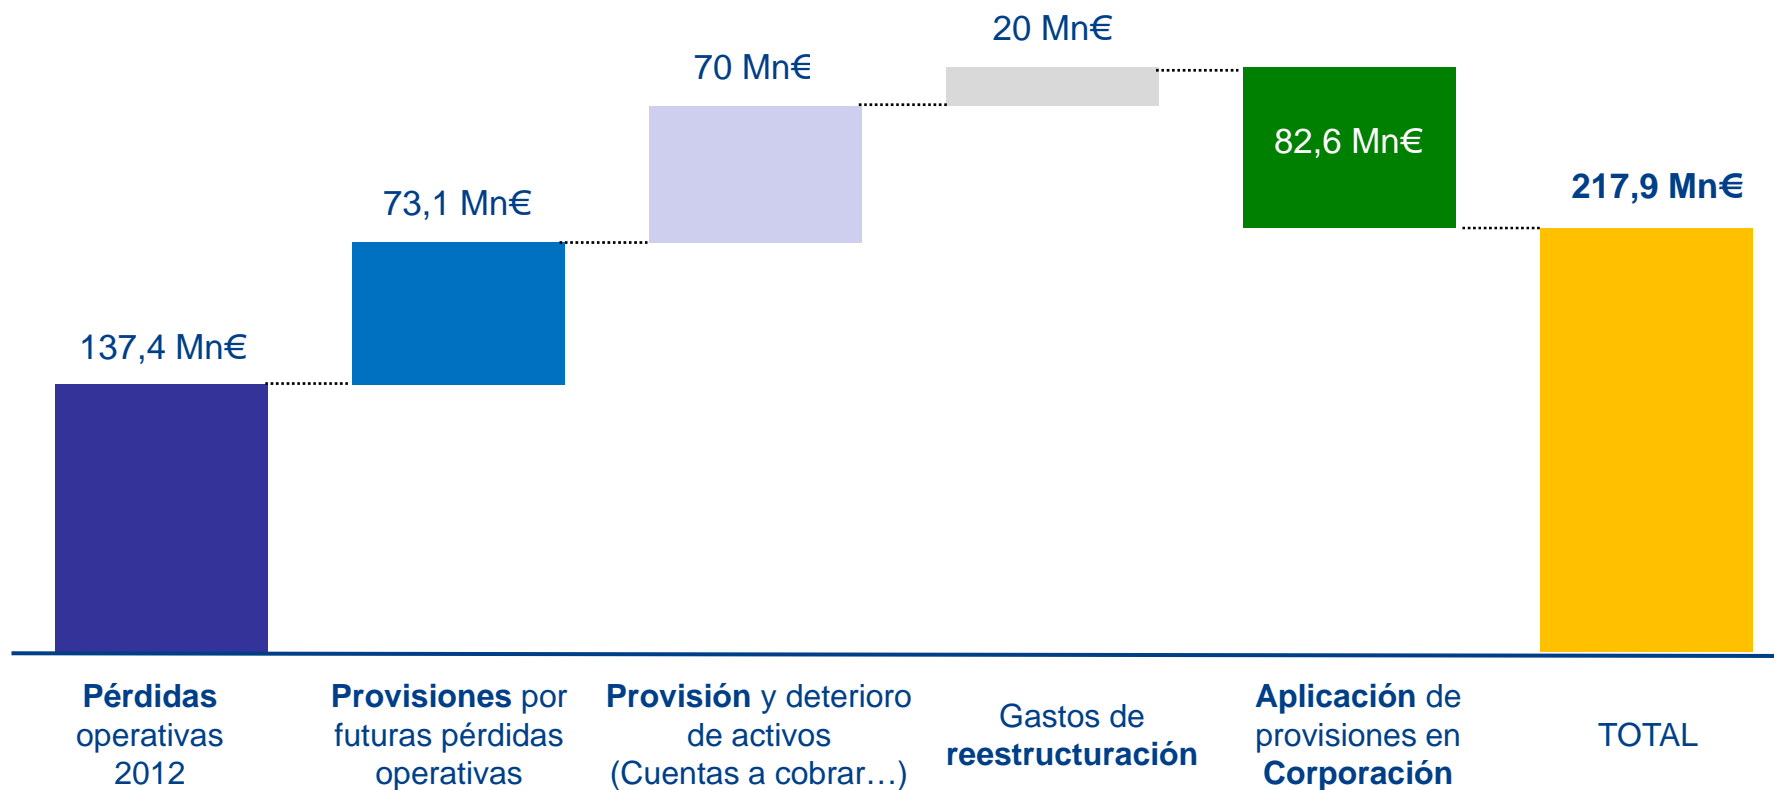 20 Mn€
70 Mn€
82,6 Mn€
217,9 Mn€
73,1 Mn€
137,4 Mn€
Pérdidas
operativas
2012
Provisiones por
futuras pérdidas
operativas
Provisión y deterioro
de activos
(Cuentas a cobrar…)
Gastos de
reestructuración
Aplicación de
provisiones en
Corporación
TOTAL